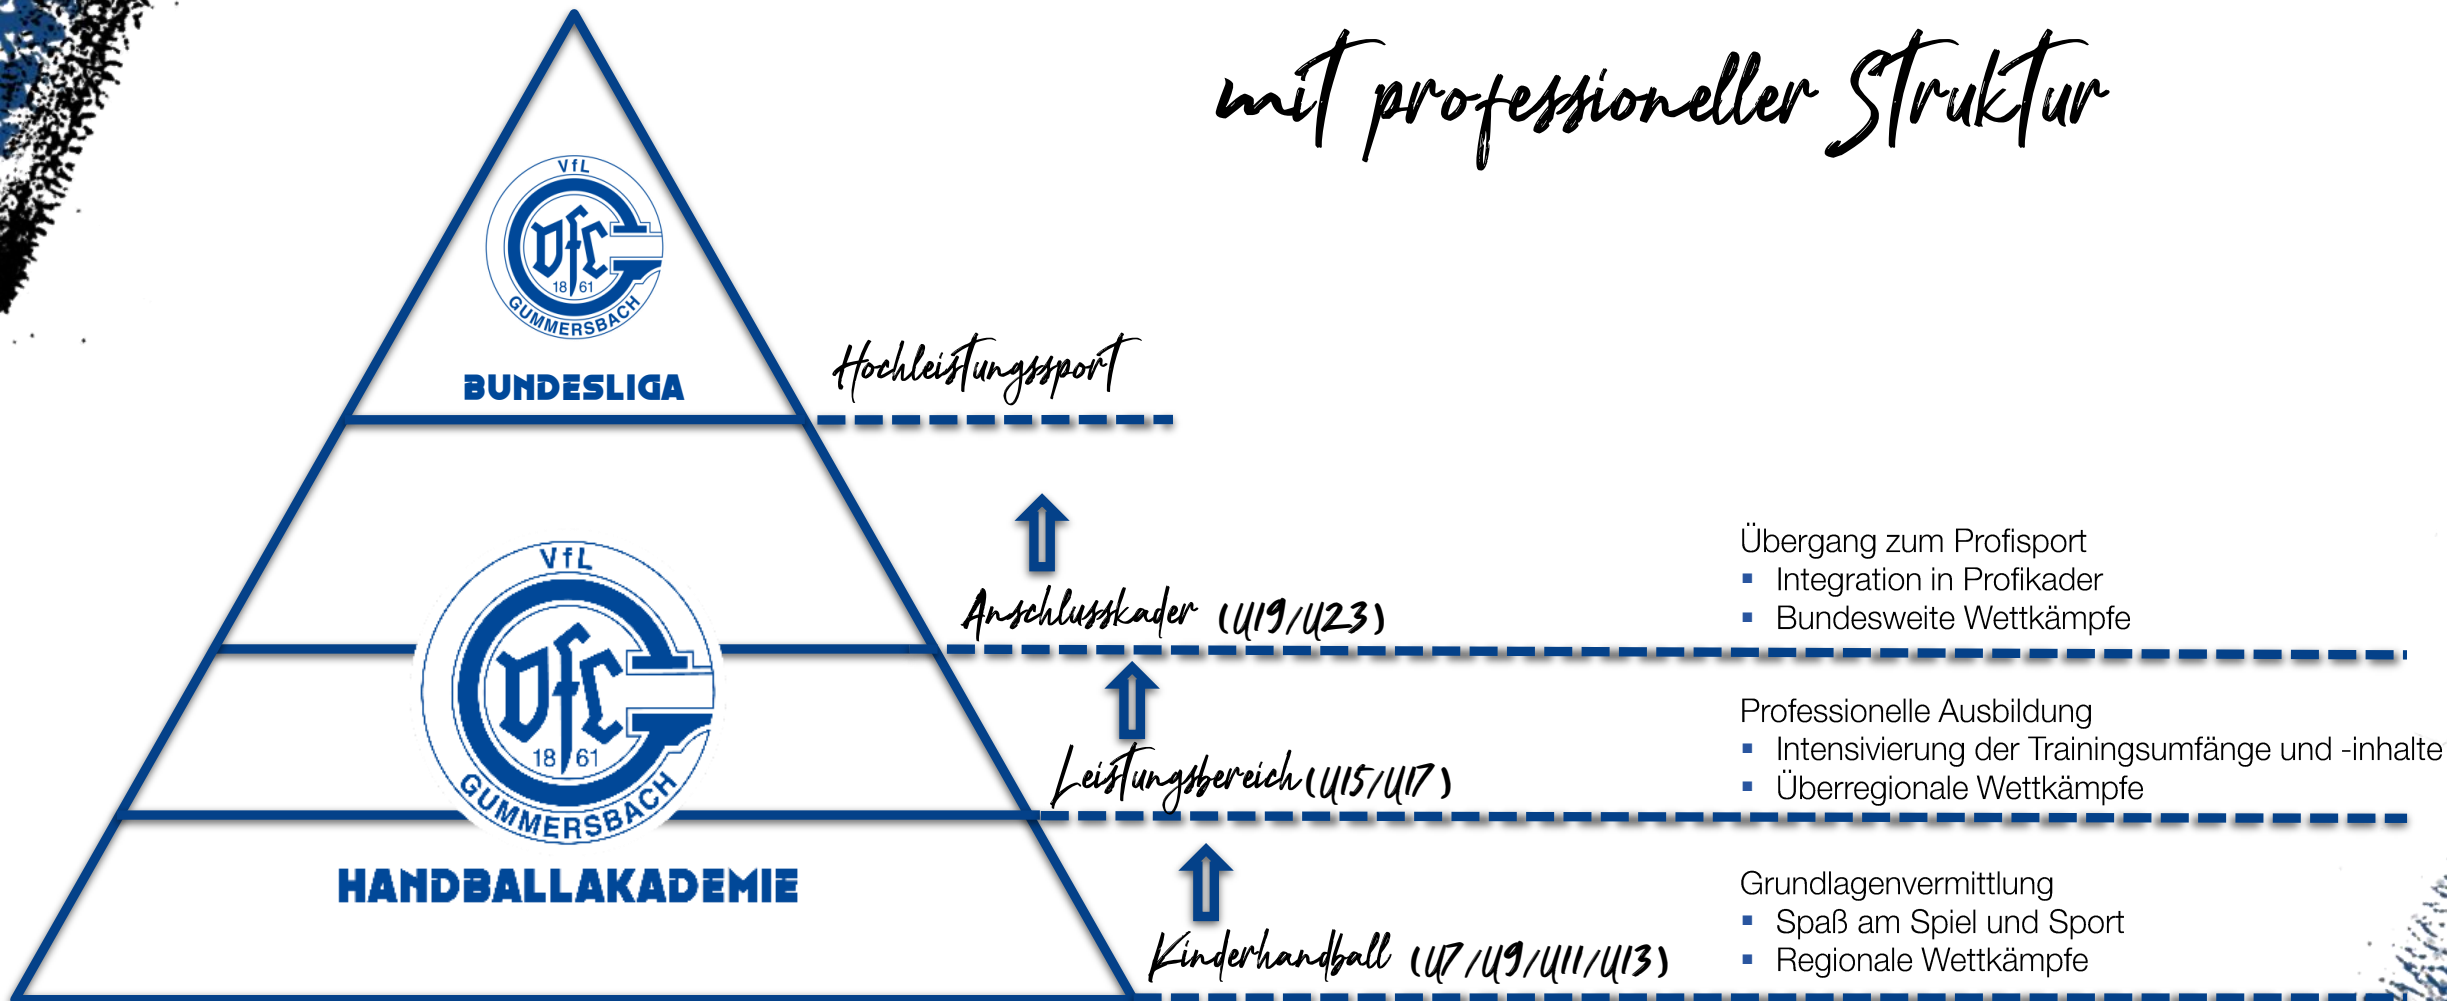 mit professioneller Struktur
VfL
VfL
18 61
GUMMERSBACH
BUNDESLIGA
Hochleistungssport
Anschlusskader (U19/U23)
Übergang zum Profisport
▪ Integration in Profikader
▪ Bundesweite Wettkämpfe
VfL
VfL
18 61
GUMMERSBACH
Leistungsbereich (U15/U17)
Professionelle Ausbildung
▪ Intensivierung der Trainingsumfänge und -inhalte
▪ Überregionale Wettkämpfe
HANDBALLAKADEMIE
Kinderhandball (U7/U9/U11/U13)
Grundlagenvermittlung
▪ Spaß am Spiel und Sport
▪ Regionale Wettkämpfe